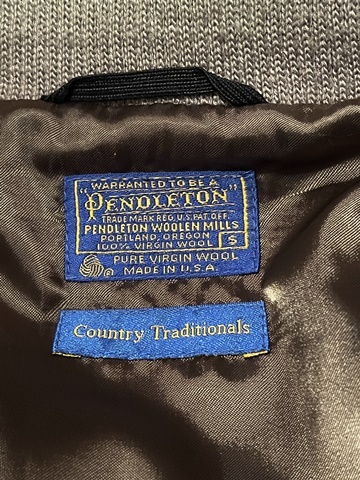 WARRANTED TO BE A
"PENDLETON"
TRADE MARK REG. U.S. PAT. OFF.
PENDLETON WOOLEN MILLS
PORTLAND, OREGON
100% VIRGIN WOOL S
PURE VIRGIN WOOL
MADE IN U.S.A.
Country Traditionals